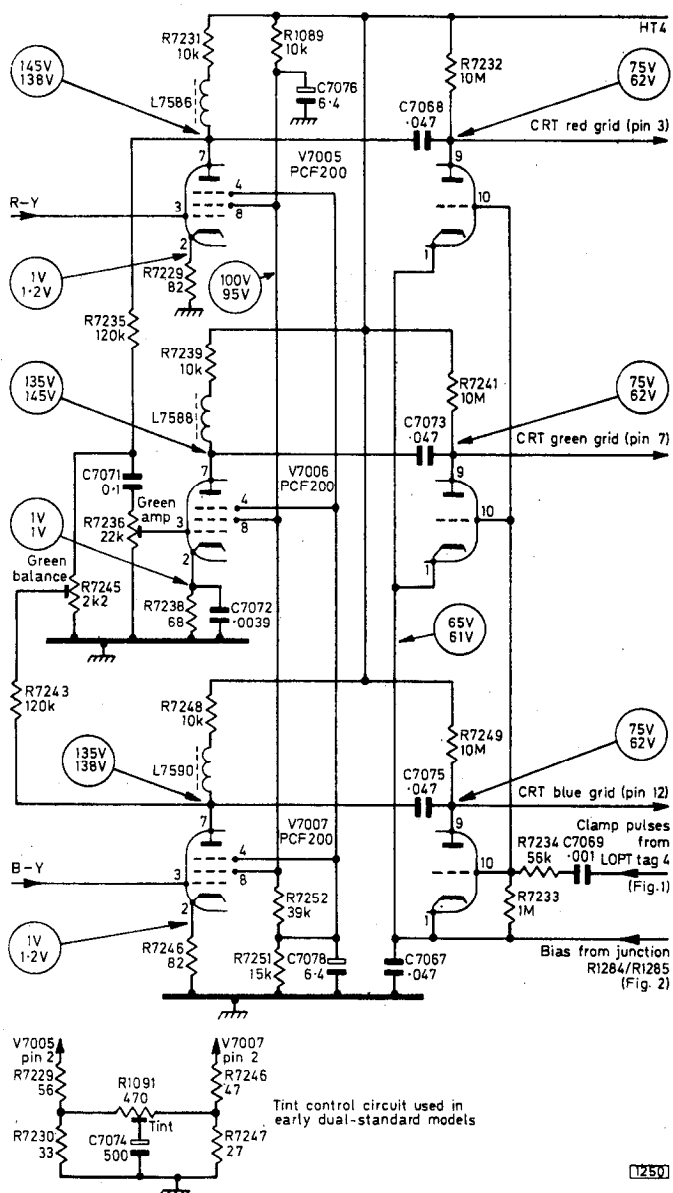 HT4
R7231
10k
R1089
10k
R7232
10M
145V
138V
75V
62V
L7586
C7076
6·4
C7068
·047
CRT red grid (pin 3)
7
V7005
PCF200
9
4
8
10
R-Y
3
2
1
1V
1·2V
R7229
82
100V
95V
R7235
120k
R7239
10k
R7241
10M
135V
145V
75V
62V
L7588
C7073
·047
CRT green grid (pin 7)
7
V7006
PCF200
9
C7071
0·1
Green
amp
4
8
10
R7236
22k
3
1V
1V
2
1
Green
balance
R7245
2k2
R7238
68
C7072
·0039
65V
61V
R7243
120k
R7248
10k
R7249
10M
135V
138V
75V
62V
L7590
C7075
·047
CRT blue grid (pin 12)
7
V7007
PCF200
9
Clamp pulses
from
LOPT tag 4
(Fig.1)
R7234
56k
C7069
·001
4
8
10
B-Y
3
2
1
R7252
39k
R7233
1M
1V
1·2V
R7246
82
R7251
15k
C7078
6·4
C7067
·047
Bias from junction
R1284/R1285
(Fig. 2)
V7005
pin 2
V7007
pin 2
R7229
56
R1091
470
R7246
47
Tint
Tint control circuit used in
early dual-standard models
R7230
33
C7074
500
R7247
27
1250